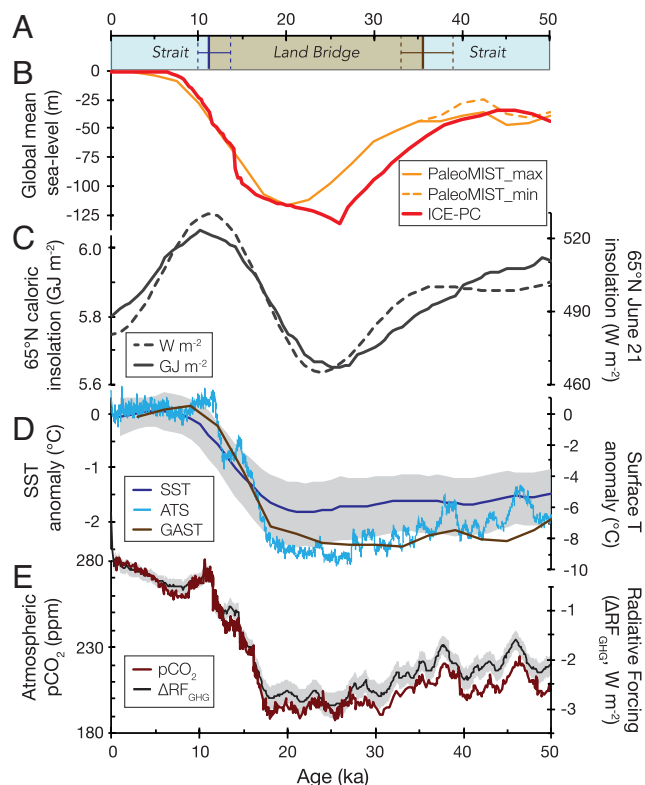 A
0 10 20 30 40 50
Strait Land Bridge Strait
B
Global mean
sea-level (m)
0
-25
-50
-75
-100
-125
PaleoMIST_max
PaleoMIST_min
ICE-PC
C
65°N caloric
insolation (GJ m-2)
6.0
5.8
5.6
W m-2
GJ m-2
520
490
460
65°N June 21
insolation
(W m-2)
D
SST
anomaly (°C)
0
-1
-2
SST
ATS
GAST
0
-2
-4
-6
-8
-10
Surface T
anomaly
(°C)
E
Atmospheric
pCO2 (ppm)
280
230
180
pCO2
ΔRFGHG
-1
-2
-3
Radiative Forcing
(ΔRFGHG, W m-2)
0 10 20 30 40 50
Age (ka)